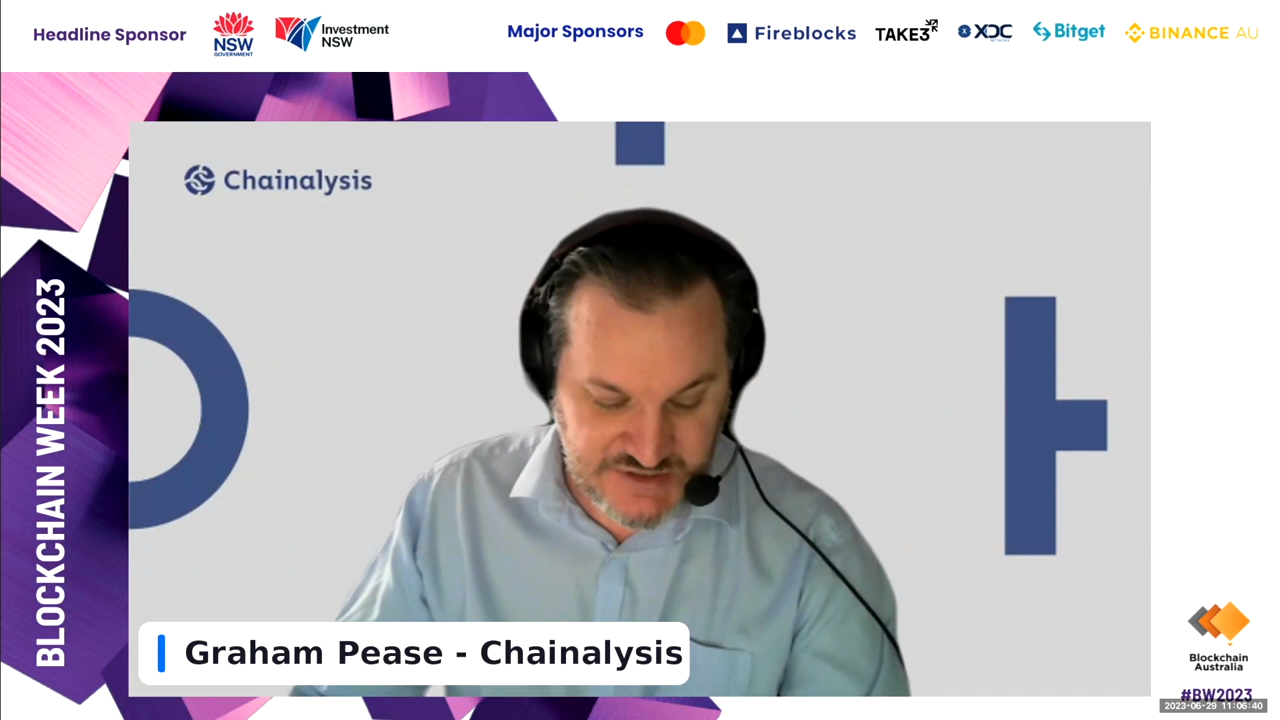 Headline Sponsor
NSW
GOVERNMENT
Investment
NSW
Major Sponsors
Fireblocks
TAKE3
XDC
NETWORK
Bitget
BINANCE AU
Chainalysis
BLOCKCHAIN WEEK 2023
Graham Pease - Chainalysis
Blockchain
Australia
#BW2023
2023-06-29 11:06:40